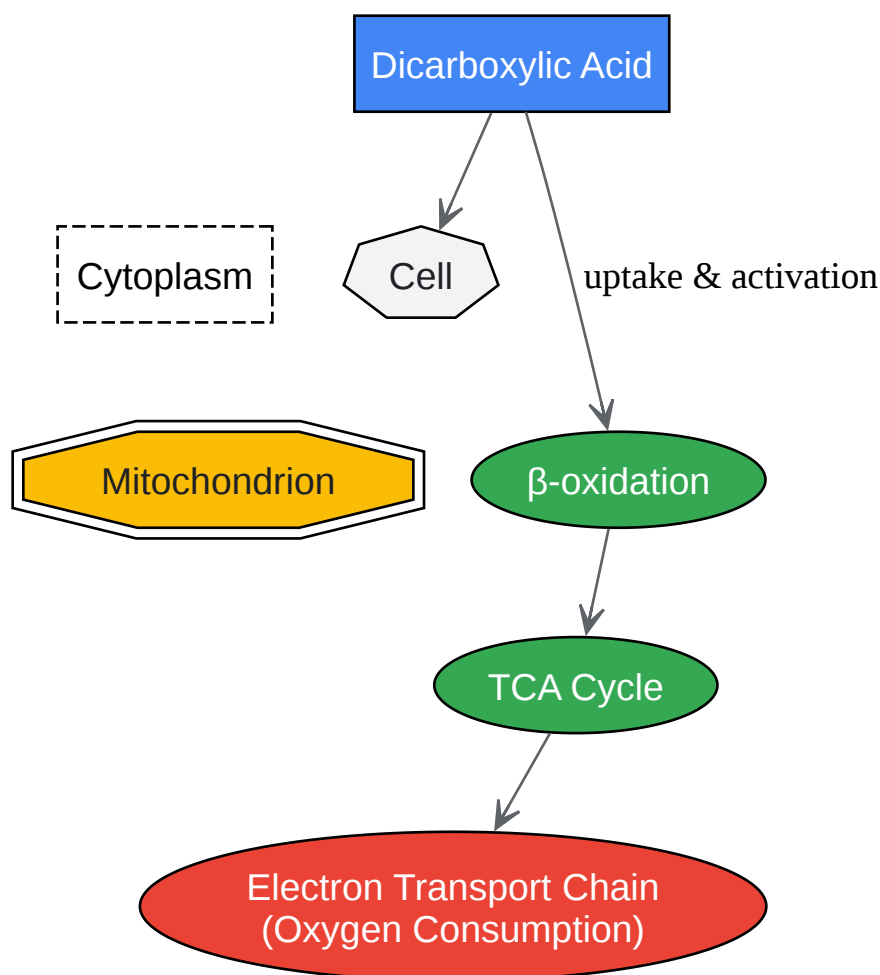 Dicarboxylic Acid
Cytoplasm
Cell
uptake & activation
Mitochondrion
β-oxidation
TCA Cycle
Electron Transport Chain
(Oxygen Consumption)